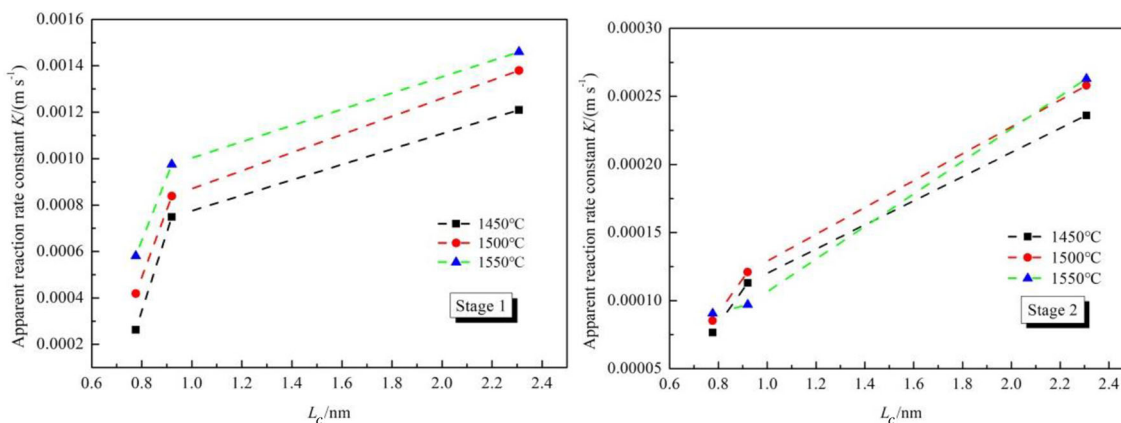 Apparent reaction rate constant K/(m s⁻¹)
0.0016
0.0014
0.0012
0.0010
0.0008
0.0006
0.0004
0.0002
1450℃
1500℃
1550℃
Stage 1
0.6 0.8 1.0 1.2 1.4 1.6 1.8 2.0 2.2 2.4
L_c/nm
Apparent reaction rate constant K/(m s⁻¹)
0.00030
0.00025
0.00020
0.00015
0.00010
0.00005
1450℃
1500℃
1550℃
Stage 2
0.6 0.8 1.0 1.2 1.4 1.6 1.8 2.0 2.2 2.4
L_c/nm